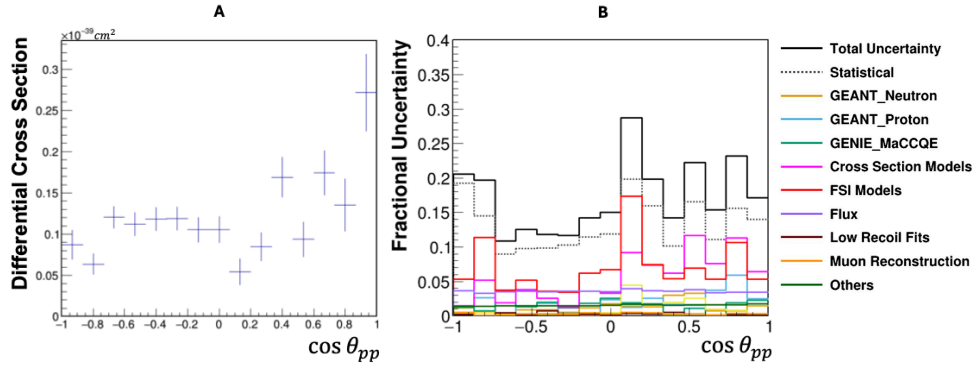 A
B
×10⁻³⁹cm²
Differential Cross Section
0.3
0.25
0.2
0.15
0.1
0.05
0
−1 −0.8 −0.6 −0.4 −0.2 0 0.2 0.4 0.6 0.8 1
cos θpp
Fractional Uncertainty
0.4
0.35
0.3
0.25
0.2
0.15
0.1
0.05
0
−1 −0.5 0 0.5 1
cos θpp
Total Uncertainty
Statistical
GEANT_Neutron
GEANT_Proton
GENIE_MaCCQE
Cross Section Models
FSI Models
Flux
Low Recoil Fits
Muon Reconstruction
Others